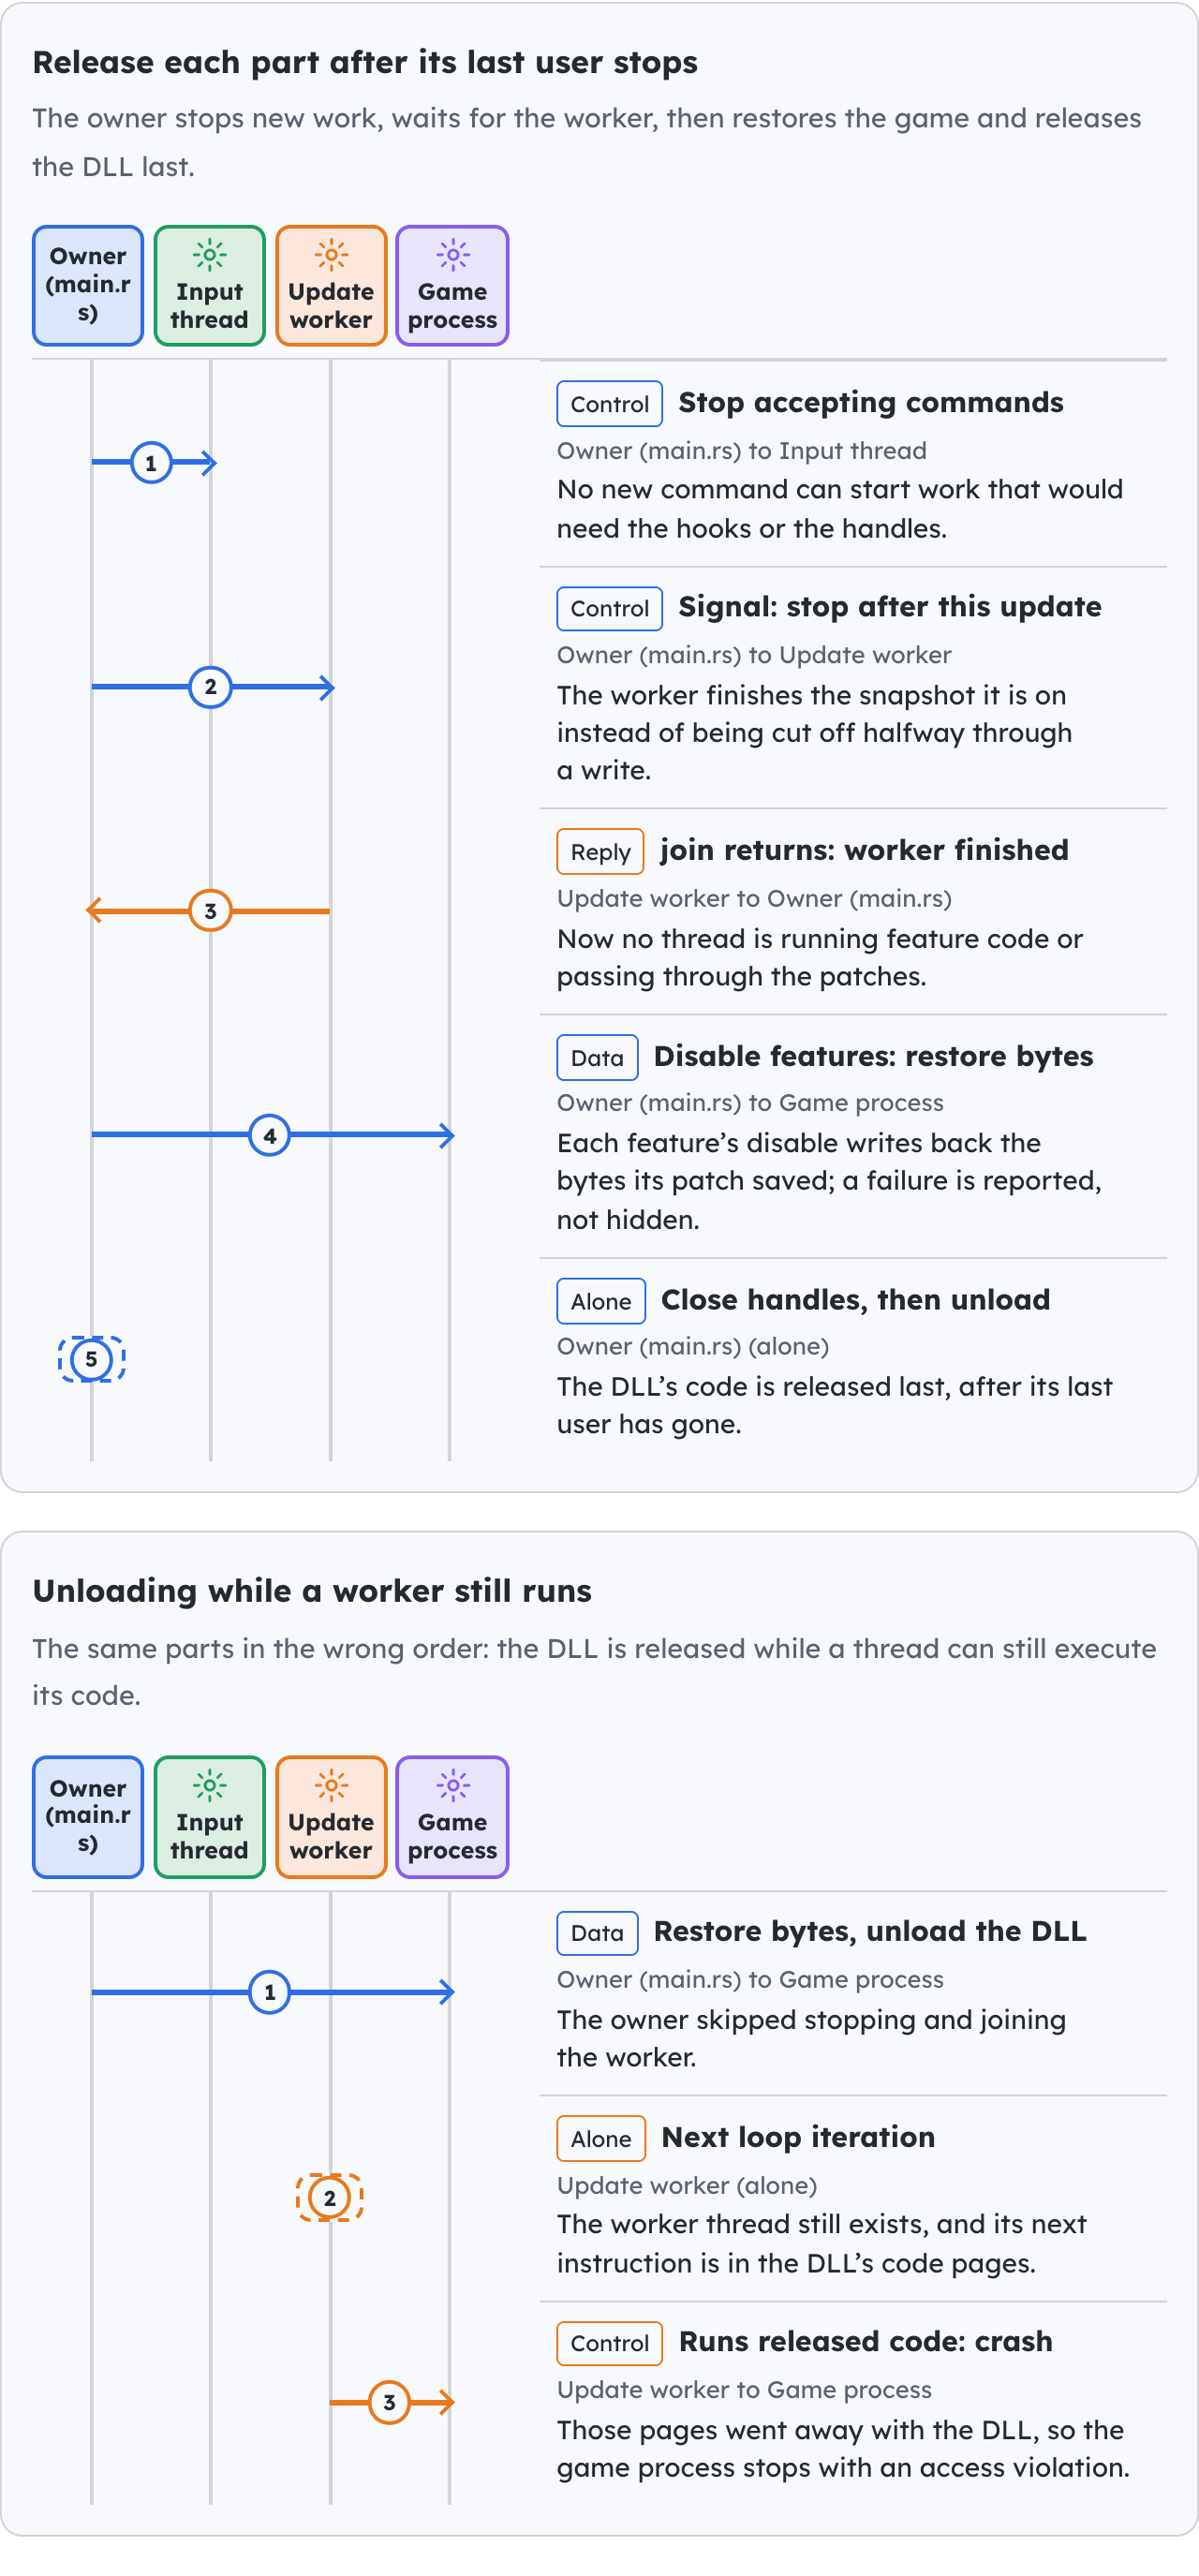 Release each part after its last user stops
The owner stops new work, waits for the worker, then restores the game and releases
the DLL last.
Owner
(main.r
s)
Input
thread
Update
worker
Game
process
Control
Stop accepting commands
Owner (main.rs) to Input thread
No new command can start work that would
need the hooks or the handles.
1
Control
Signal: stop after this update
Owner (main.rs) to Update worker
The worker finishes the snapshot it is on
instead of being cut off halfway through
a write.
2
Reply
join returns: worker finished
Update worker to Owner (main.rs)
Now no thread is running feature code or
passing through the patches.
3
Data
Disable features: restore bytes
Owner (main.rs) to Game process
Each feature’s disable writes back the
bytes its patch saved; a failure is reported,
not hidden.
4
Alone
Close handles, then unload
Owner (main.rs) (alone)
The DLL’s code is released last, after its last
user has gone.
5
Unloading while a worker still runs
The same parts in the wrong order: the DLL is released while a thread can still execute
its code.
Owner
(main.r
s)
Input
thread
Update
worker
Game
process
Data
Restore bytes, unload the DLL
Owner (main.rs) to Game process
The owner skipped stopping and joining
the worker.
1
Alone
Next loop iteration
Update worker (alone)
The worker thread still exists, and its next
instruction is in the DLL’s code pages.
2
Control
Runs released code: crash
Update worker to Game process
Those pages went away with the DLL, so the
game process stops with an access violation.
3